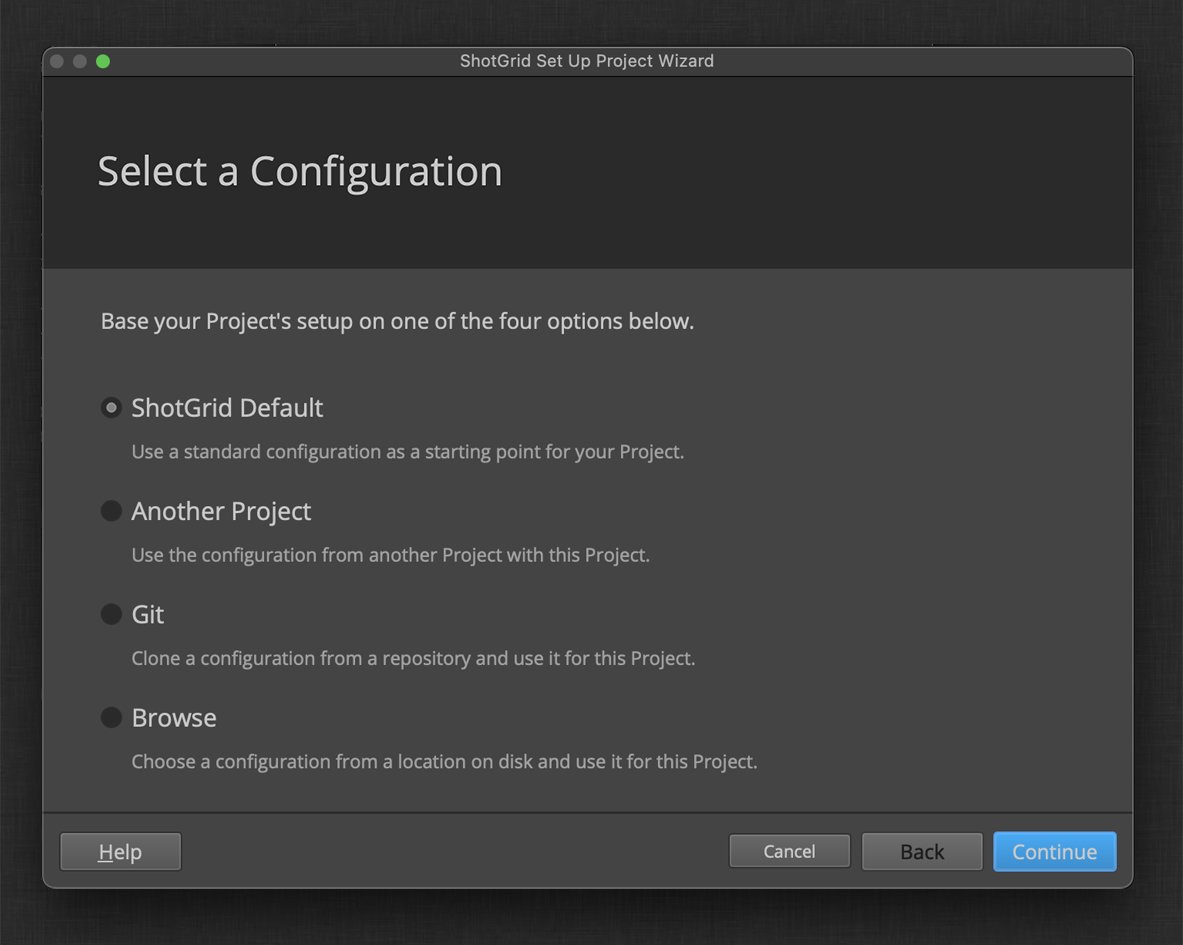 ShotGrid Set Up Project Wizard
Select a Configuration
Base your Project's setup on one of the four options below.
ShotGrid Default
Use a standard configuration as a starting point for your Project.
Another Project
Use the configuration from another Project with this Project.
Git
Clone a configuration from a repository and use it for this Project.
Browse
Choose a configuration from a location on disk and use it for this Project.
Help Cancel Back Continue